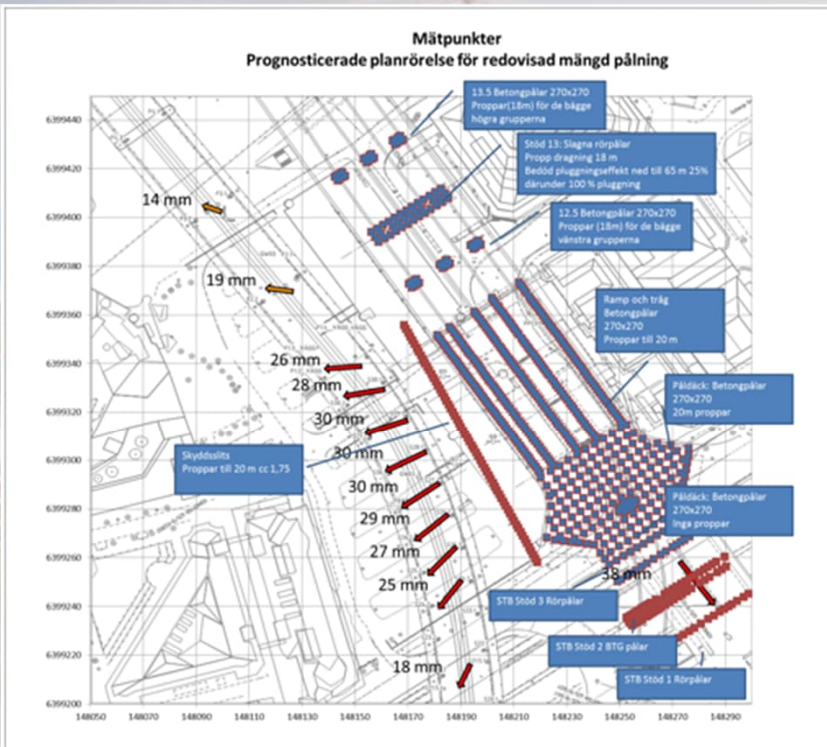 Mätpunkter
Prognosticerade planrörelse för redovisad mängd pålning
13.5 Betongpålar 270x270
Proppar(18m) för de bägge
högra grupperna
Stöd 13: Slagna rörpålar
Propp dragning 18 m
Bedöd pluggningseffekt ned till 65 m 25%
därunder 100 % pluggning
12.5 Betongpålar 270x270
Proppar (18m) för de bägge
vänstra grupperna
Ramp och tråg
Betongpålar
270x270
Proppar till 20 m
Påldäck: Betongpålar
270x270
20m proppar
Påldäck: Betongpålar
270x270
Inga proppar
Skyddsslits
Proppar till 20 m cc 1,75
STB Stöd 3 Rörpålar
STB Stöd 2 BTG pålar
STB Stöd 1 Rörpålar
14 mm
19 mm
26 mm
28 mm
30 mm
30 mm
30 mm
29 mm
27 mm
25 mm
18 mm
38 mm
6399440
6399420
6399400
6399380
6399360
6399340
6399320
6399300
6399280
6399260
6399240
6399220
6399200
148050 148070 148090 148110 148130 148150 148170 148190 148210 148230 148250 148270 148290